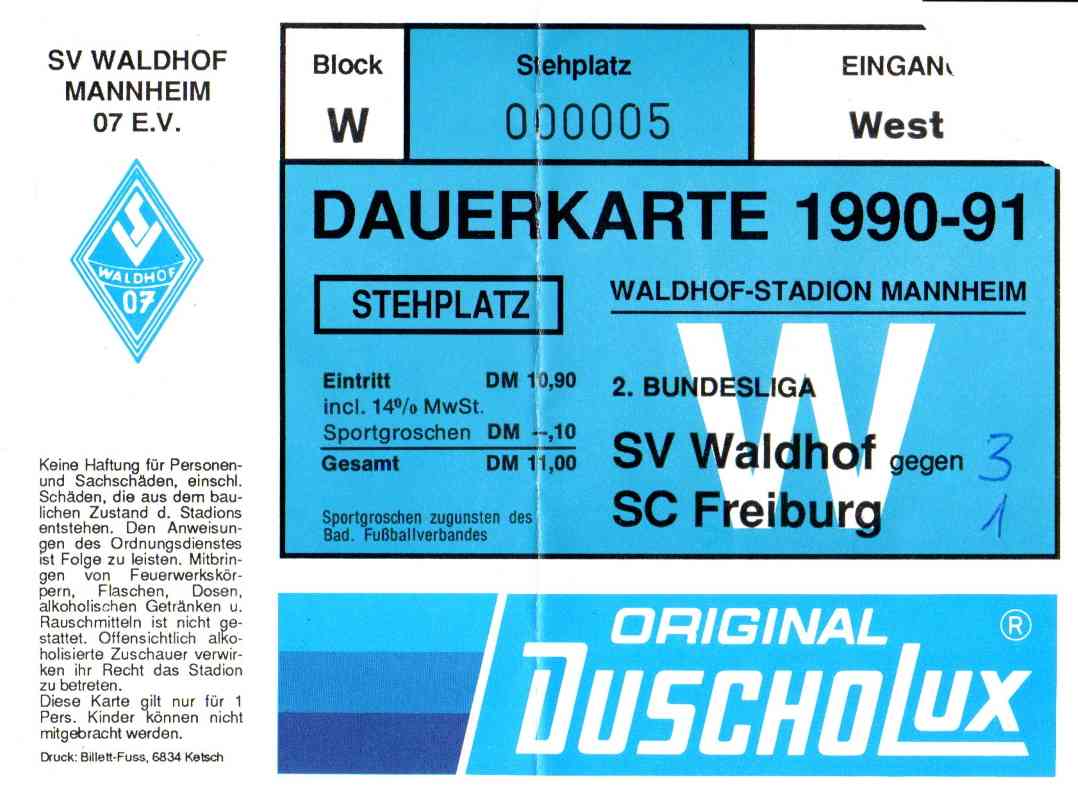 SV WALDHOF
MANNHEIM
07 E.V.
WALDHOF
07
Keine Haftung für Personen-
und Sachschäden, einschl.
Schäden, die aus dem bau-
lichen Zustand d. Stadions
entstehen. Den Anweisun-
gen des Ordnungsdienstes
ist Folge zu leisten. Mitbrin-
gen von Feuerwerkskör-
pern, Flaschen, Dosen,
alkoholischen Getränken u.
Rauschmitteln ist nicht ge-
stattet. Offensichtlich alko-
holisierte Zuschauer verwir-
ken ihr Recht das Stadion
zu betreten.
Diese Karte gilt nur für 1
Pers. Kinder können nicht
mitgebracht werden.
Druck: Billett-Fuss, 6834 Ketsch
Block
W
Stehplatz
000005
EINGAN
West
DAUERKARTE 1990-91
STEHPLATZ
WALDHOF-STADION MANNHEIM
W
Eintritt DM 10,90
incl. 14% MwSt.
Sportgroschen DM --,10
Gesamt DM 11,00
Sportgroschen zugunsten des
Bad. Fußballverbandes
2. BUNDESLIGA
SV Waldhof gegen 3
SC Freiburg 1
ORIGINAL ®
DUSCHOLUX